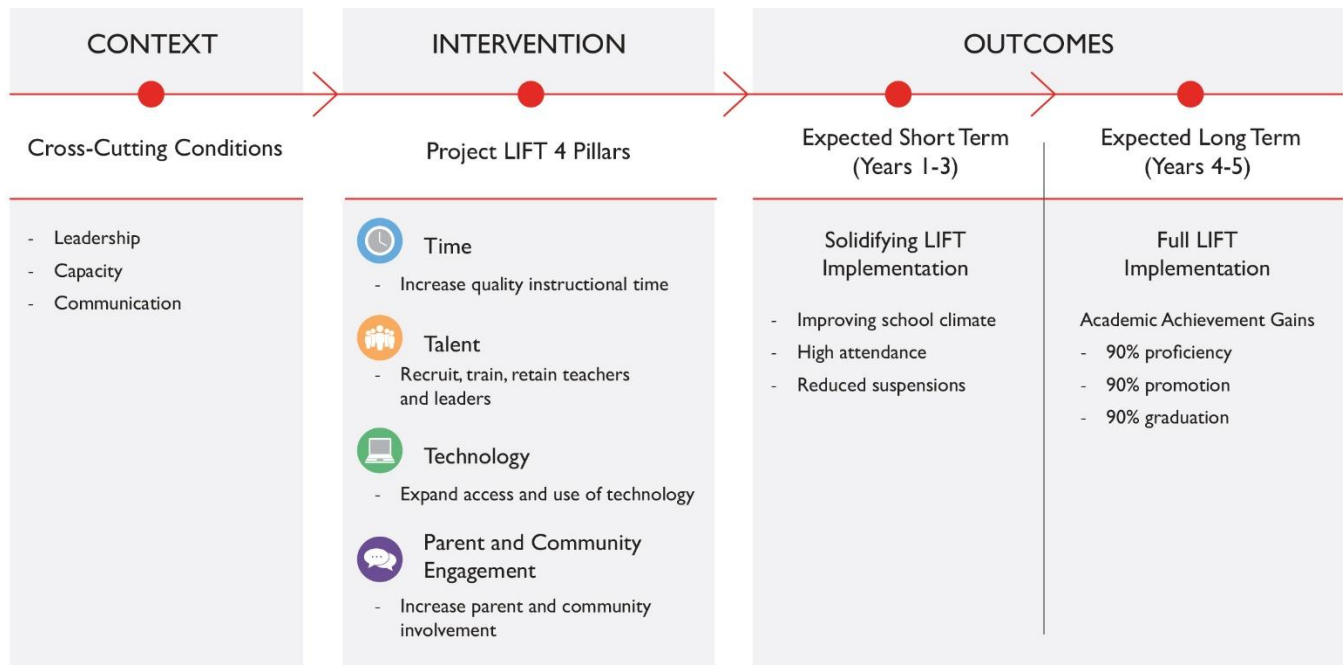 CONTEXT
Cross-Cutting Conditions
- Leadership
- Capacity
- Communication
INTERVENTION
Project LIFT 4 Pillars
Time
- Increase quality instructional time
Talent
- Recruit, train, retain teachers
and leaders
Technology
- Expand access and use of technology
Parent and Community
Engagement
- Increase parent and community
involvement
OUTCOMES
Expected Short Term
(Years 1-3)
Solidifying LIFT
Implementation
- Improving school climate
- High attendance
- Reduced suspensions
Expected Long Term
(Years 4-5)
Full LIFT
Implementation
Academic Achievement Gains
- 90% proficiency
- 90% promotion
- 90% graduation